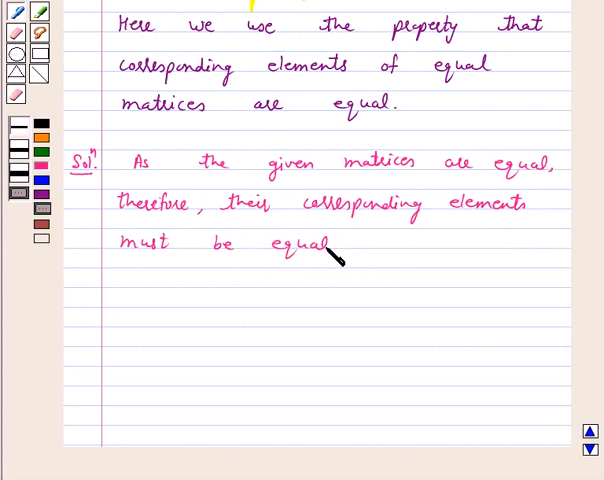 Here we use the property that
corresponding elements of equal
matrices are equal.
Solⁿ. As the given matrices are equal,
therefore, their corresponding elements
must be equal